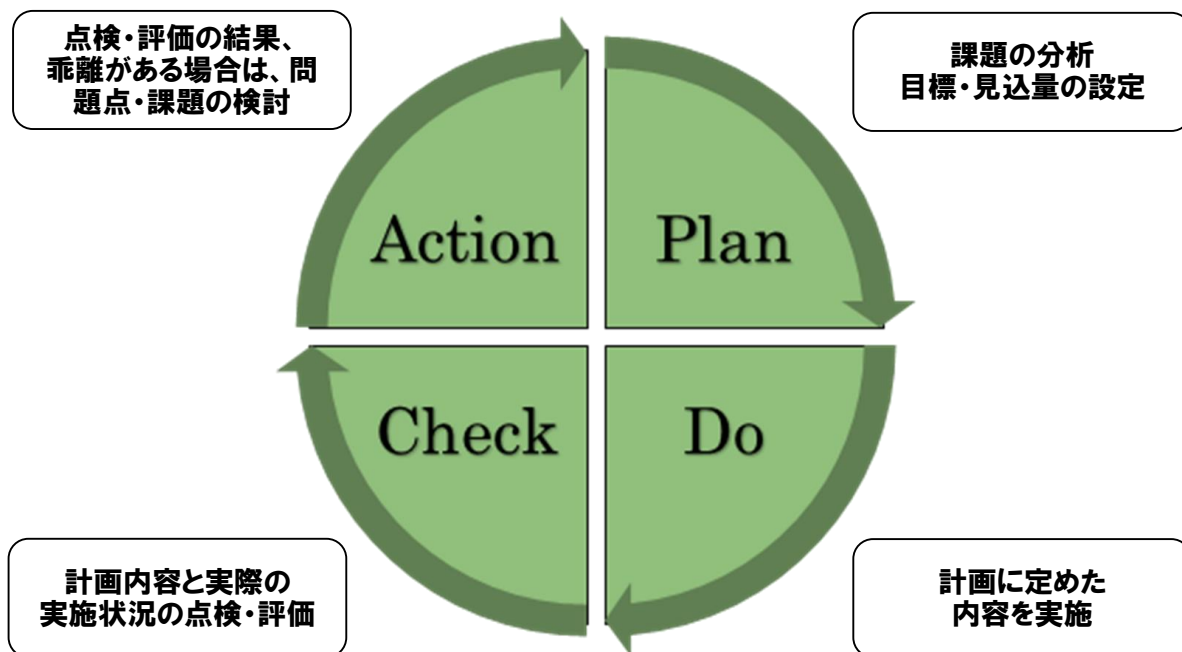 点検・評価の結果、
乖離がある場合は、問
題点・課題の検討
課題の分析
目標・見込量の設定
Action
Plan
Check
Do
計画内容と実際の
実施状況の点検・評価
計画に定めた
内容を実施